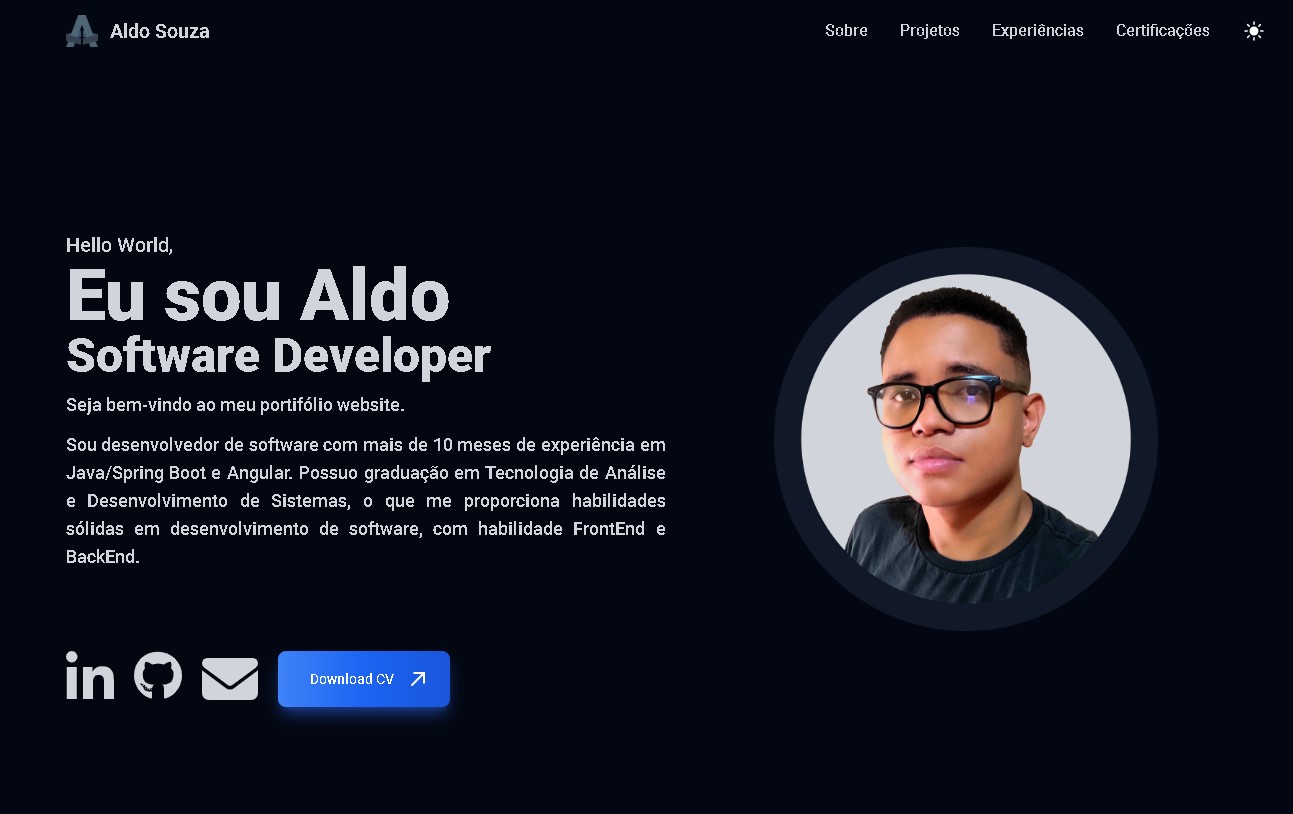 Aldo Souza
Sobre Projetos Experiências Certificações
Hello World,
Eu sou Aldo
Software Developer
Seja bem-vindo ao meu portifólio website.
Sou desenvolvedor de software com mais de 10 meses de experiência em
Java/Spring Boot e Angular. Possuo graduação em Tecnologia de Análise
e Desenvolvimento de Sistemas, o que me proporciona habilidades
sólidas em desenvolvimento de software, com habilidade FrontEnd e
BackEnd.
in
Download CV